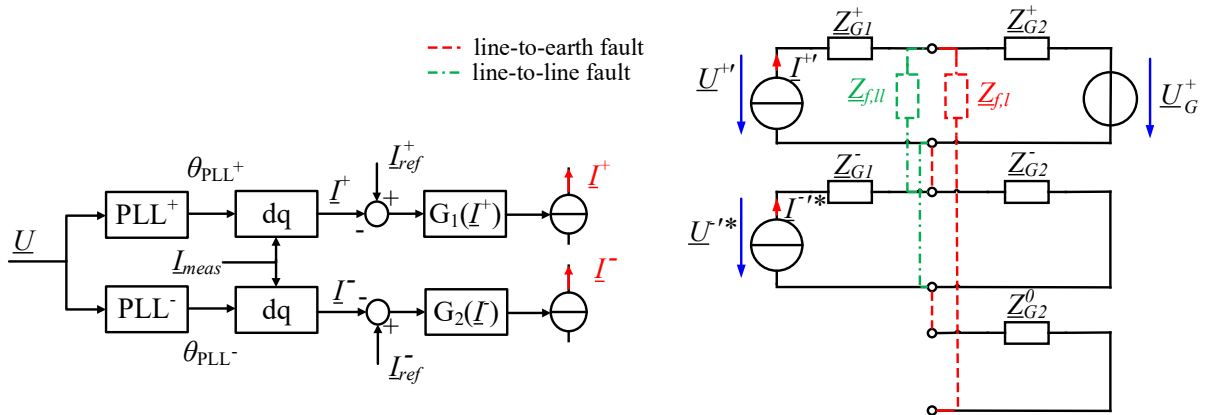 line-to-earth fault
line-to-line fault
U
PLL⁺
θPLL⁺
dq
I⁺
I⁺ref
+
-
G₁(I⁺)
I⁺
Imeas
PLL⁻
θPLL⁻
dq
I⁻
-
+
I⁻ref
G₂(I⁻)
I⁻
Z⁺G1
Z⁺G2
U⁺'
I⁺'
Zf,ll
Zf,l
U⁺G
Z⁻G1
Z⁻G2
U⁻'*
I⁻'*
Z⁰G2